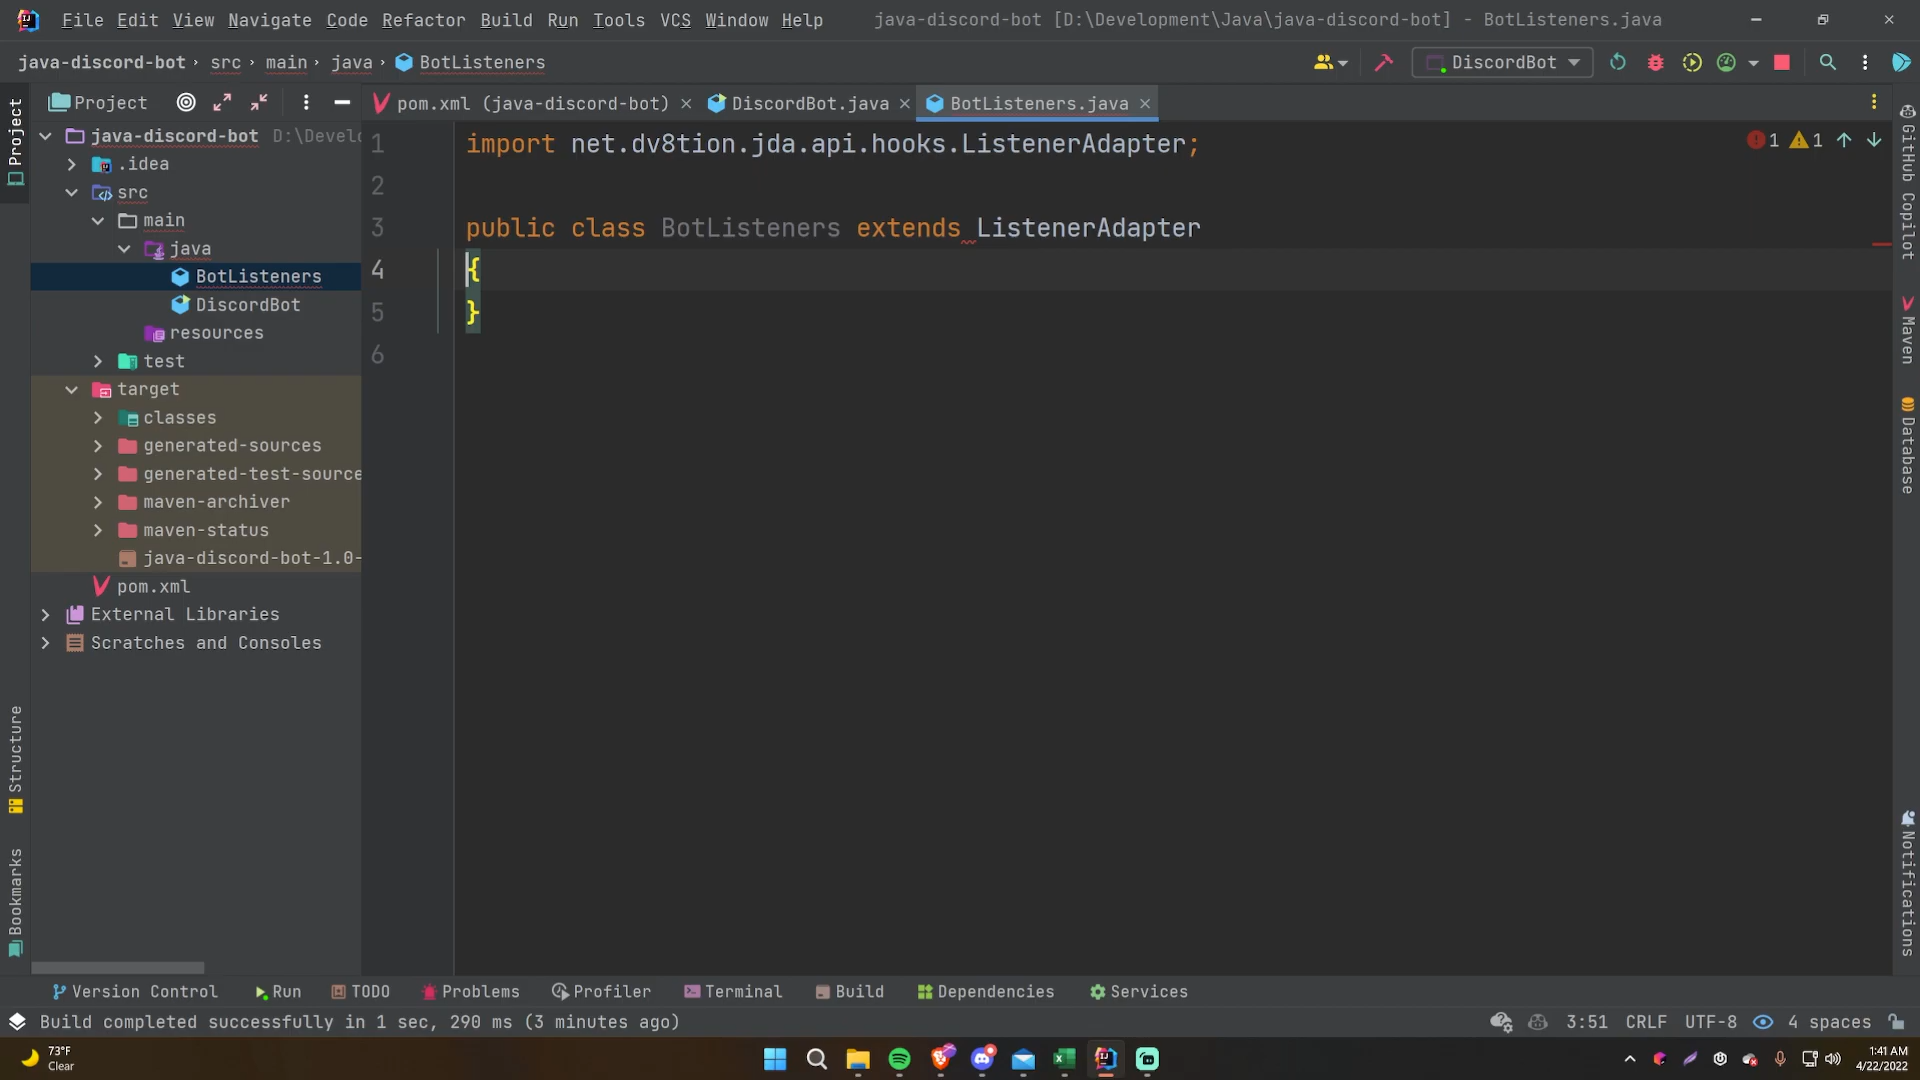 File Edit View Navigate Code Refactor Build Run Tools VCS Window Help java-discord-bot [D:\Development\Java\java-discord-bot] - BotListeners.java
java-discord-bot › src › main › java › BotListeners
DiscordBot
Project
pom.xml (java-discord-bot)
DiscordBot.java
BotListeners.java
Project
java-discord-bot D:\Develo
.idea
src
main
java
BotListeners
DiscordBot
resources
test
target
classes
generated-sources
generated-test-source
maven-archiver
maven-status
java-discord-bot-1.0-
pom.xml
External Libraries
Scratches and Consoles
Structure
Bookmarks
1 import net.dv8tion.jda.api.hooks.ListenerAdapter;
2
3 public class BotListeners extends ListenerAdapter
4 {
5 }
6
1 1
GitHub Copilot
Maven
Database
Notifications
Version Control Run TODO Problems Profiler Terminal Build Dependencies Services
Build completed successfully in 1 sec, 290 ms (3 minutes ago)
3:51 CRLF UTF-8 4 spaces
73°F
Clear
1:41 AM
4/22/2022